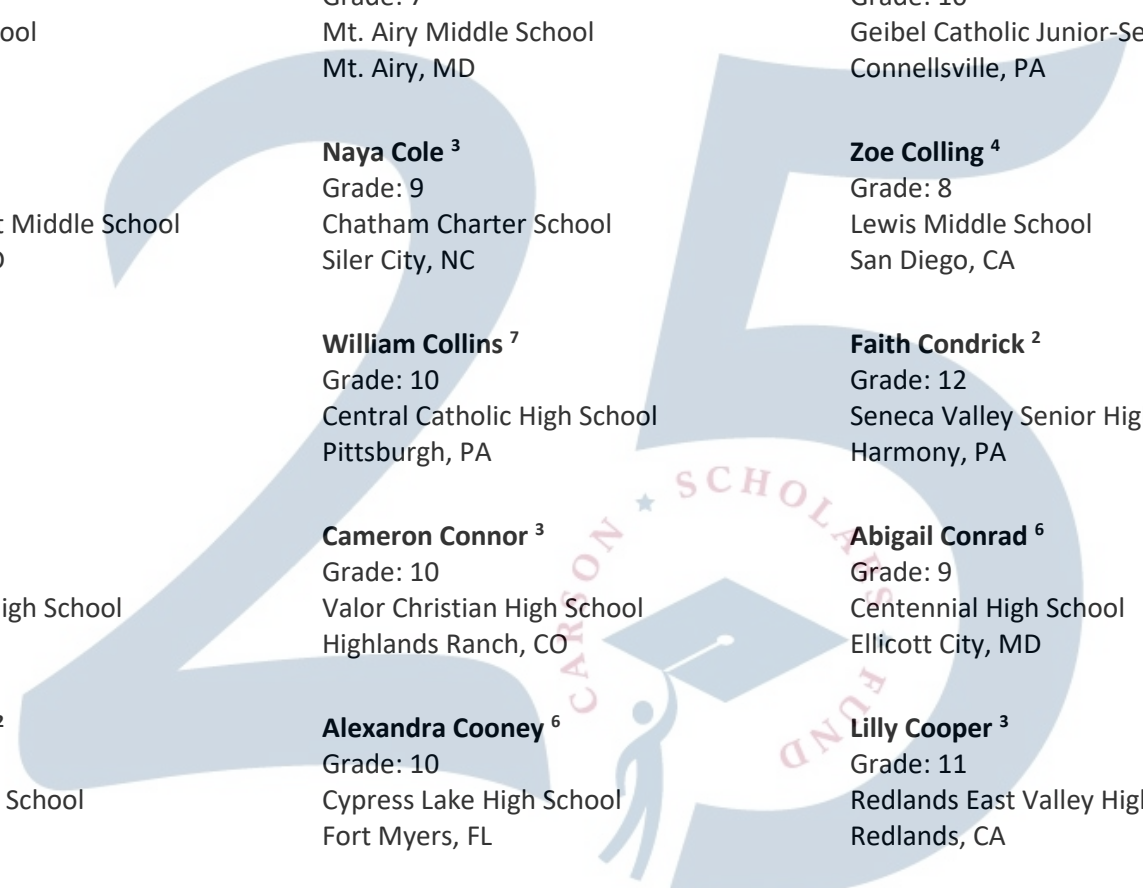 ool
t Middle School
igh School
2
School
Grade: 7
Mt. Airy Middle School
Mt. Airy, MD
Naya Cole 3
Grade: 9
Chatham Charter School
Siler City, NC
William Collins 7
Grade: 10
Central Catholic High School
Pittsburgh, PA
Cameron Connor 3
Grade: 10
Valor Christian High School
Highlands Ranch, CO
Alexandra Cooney 6
Grade: 10
Cypress Lake High School
Fort Myers, FL
Geibel Catholic Junior-Se
Connellsville, PA
Zoe Colling 4
Grade: 8
Lewis Middle School
San Diego, CA
Faith Condrick 2
Grade: 12
Seneca Valley Senior Hig
Harmony, PA
Abigail Conrad 6
Grade: 9
Centennial High School
Ellicott City, MD
Lilly Cooper 3
Grade: 11
Redlands East Valley High
Redlands, CA
25
CARSON ★ SCHOLARS FUND